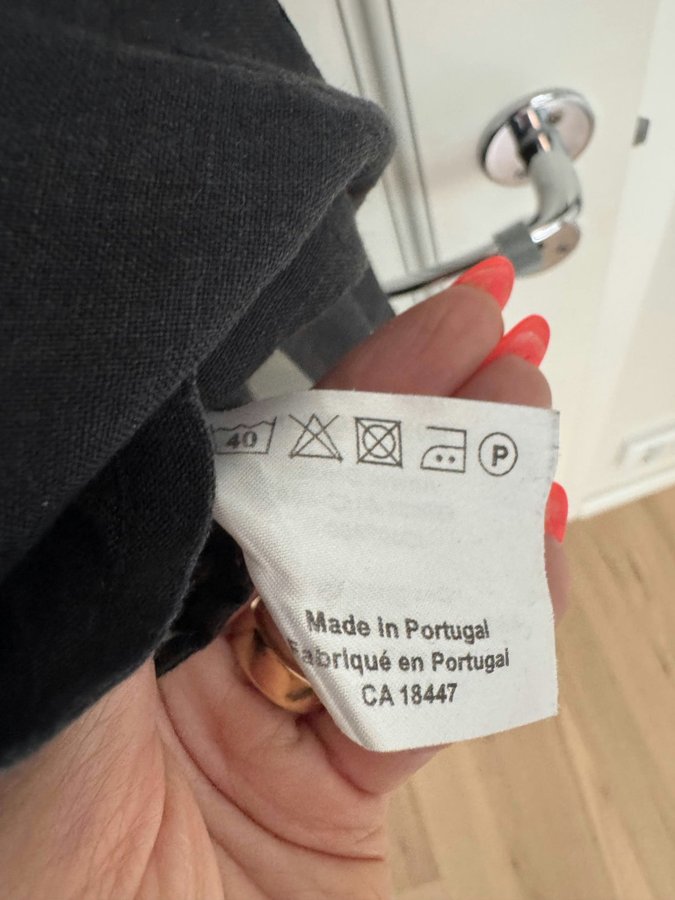 40
P
Made in Portugal
Fabriqué en Portugal
CA 18447